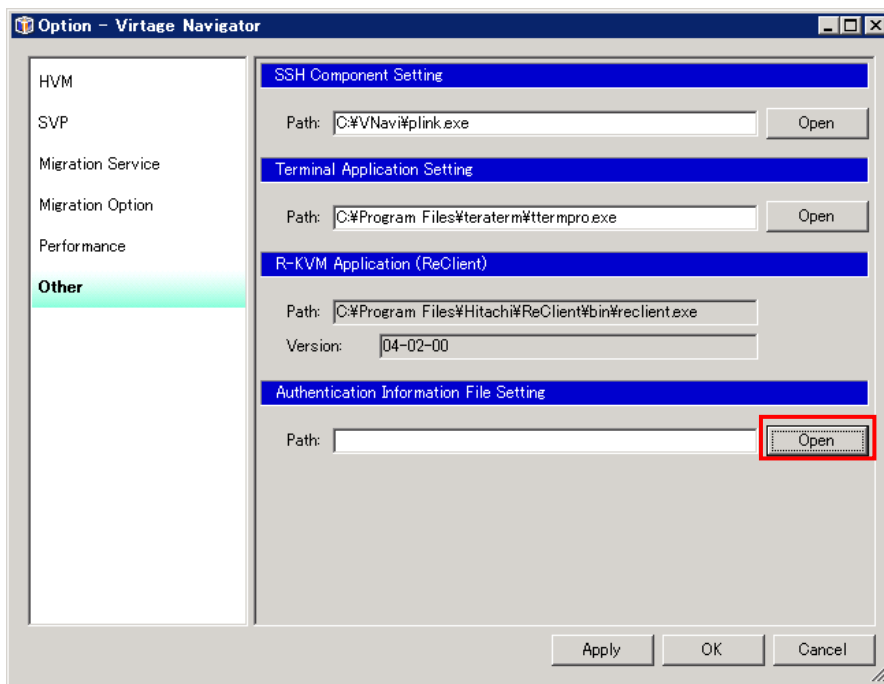 Option - Virtage Navigator
HVM
SVP
Migration Service
Migration Option
Performance
Other
SSH Component Setting
Path: C:¥VNavi¥plink.exe Open
Terminal Application Setting
Path: C:¥Program Files¥teraterm¥ttermpro.exe Open
R-KVM Application (ReClient)
Path: C:¥Program Files¥Hitachi¥ReClient¥bin¥reclient.exe
Version: 04-02-00
Authentication Information File Setting
Path: Open
Apply OK Cancel